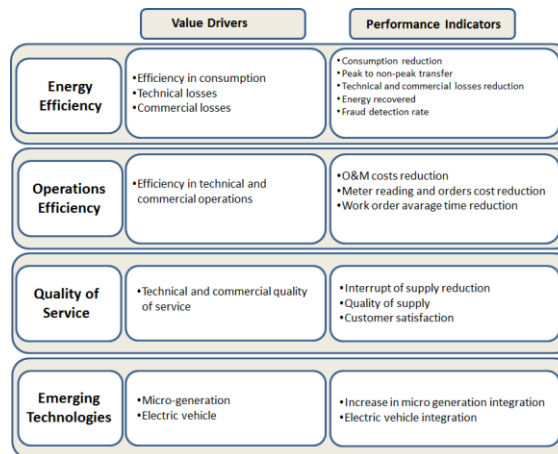 Value Drivers
Performance Indicators
Energy
Efficiency
•Efficiency in consumption
•Technical losses
•Commercial losses
•Consumption reduction
•Peak to non-peak transfer
•Technical and commercial losses reduction
•Energy recovered
•Fraud detection rate
Operations
Efficiency
•Efficiency in technical and
commercial operations
•O&M costs reduction
•Meter reading and orders cost reduction
•Work order avarage time reduction
Quality of
Service
•Technical and commercial quality
of service
•Interrupt of supply reduction
•Quality of supply
•Customer satisfaction
Emerging
Technologies
•Micro-generation
•Electric vehicle
•Increase in micro generation integration
•Electric vehicle integration